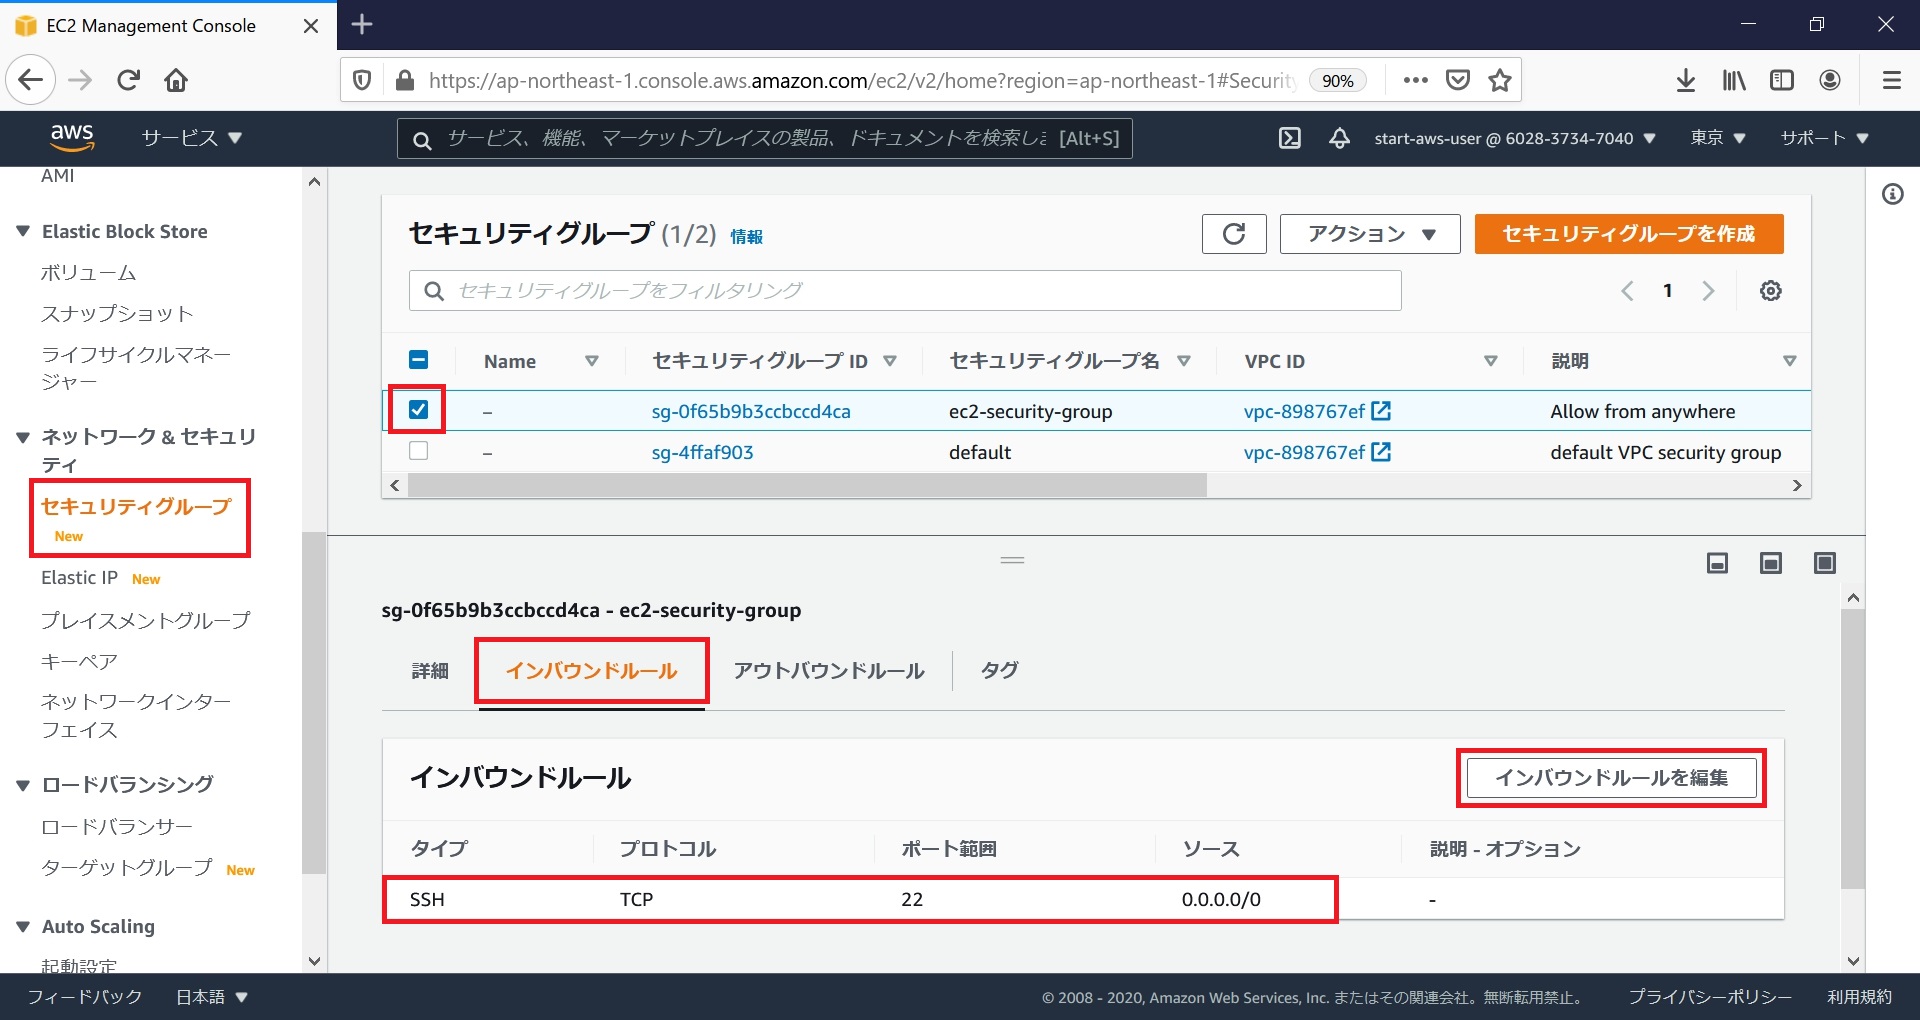 EC2 Management Console
https://ap-northeast-1.console.aws.amazon.com/ec2/v2/home?region=ap-northeast-1#Security
90%
aws
サービス
サービス、機能、マーケットプレイスの製品、ドキュメントを検索しま [Alt+S]
start-aws-user @ 6028-3734-7040
東京
サポート
AMI
Elastic Block Store
ボリューム
スナップショット
ライフサイクルマネー
ジャー
ネットワーク & セキュリ
ティ
セキュリティグループ
New
Elastic IP New
プレイスメントグループ
キーペア
ネットワークインター
フェイス
ロードバランシング
ロードバランサー
ターゲットグループ New
Auto Scaling
起動設定
セキュリティグループ (1/2) 情報
アクション
セキュリティグループを作成
セキュリティグループをフィルタリング
1
Name セキュリティグループ ID セキュリティグループ名 VPC ID 説明
– sg-0f65b9b3ccbccd4ca ec2-security-group vpc-898767ef Allow from anywhere
– sg-4ffaf903 default vpc-898767ef default VPC security group
sg-0f65b9b3ccbccd4ca - ec2-security-group
詳細 インバウンドルール アウトバウンドルール タグ
インバウンドルール
インバウンドルールを編集
タイプ プロトコル ポート範囲 ソース 説明 - オプション
SSH TCP 22 0.0.0.0/0 -
フィードバック
日本語
© 2008 - 2020, Amazon Web Services, Inc. またはその関連会社。無断転用禁止。
プライバシーポリシー
利用規約